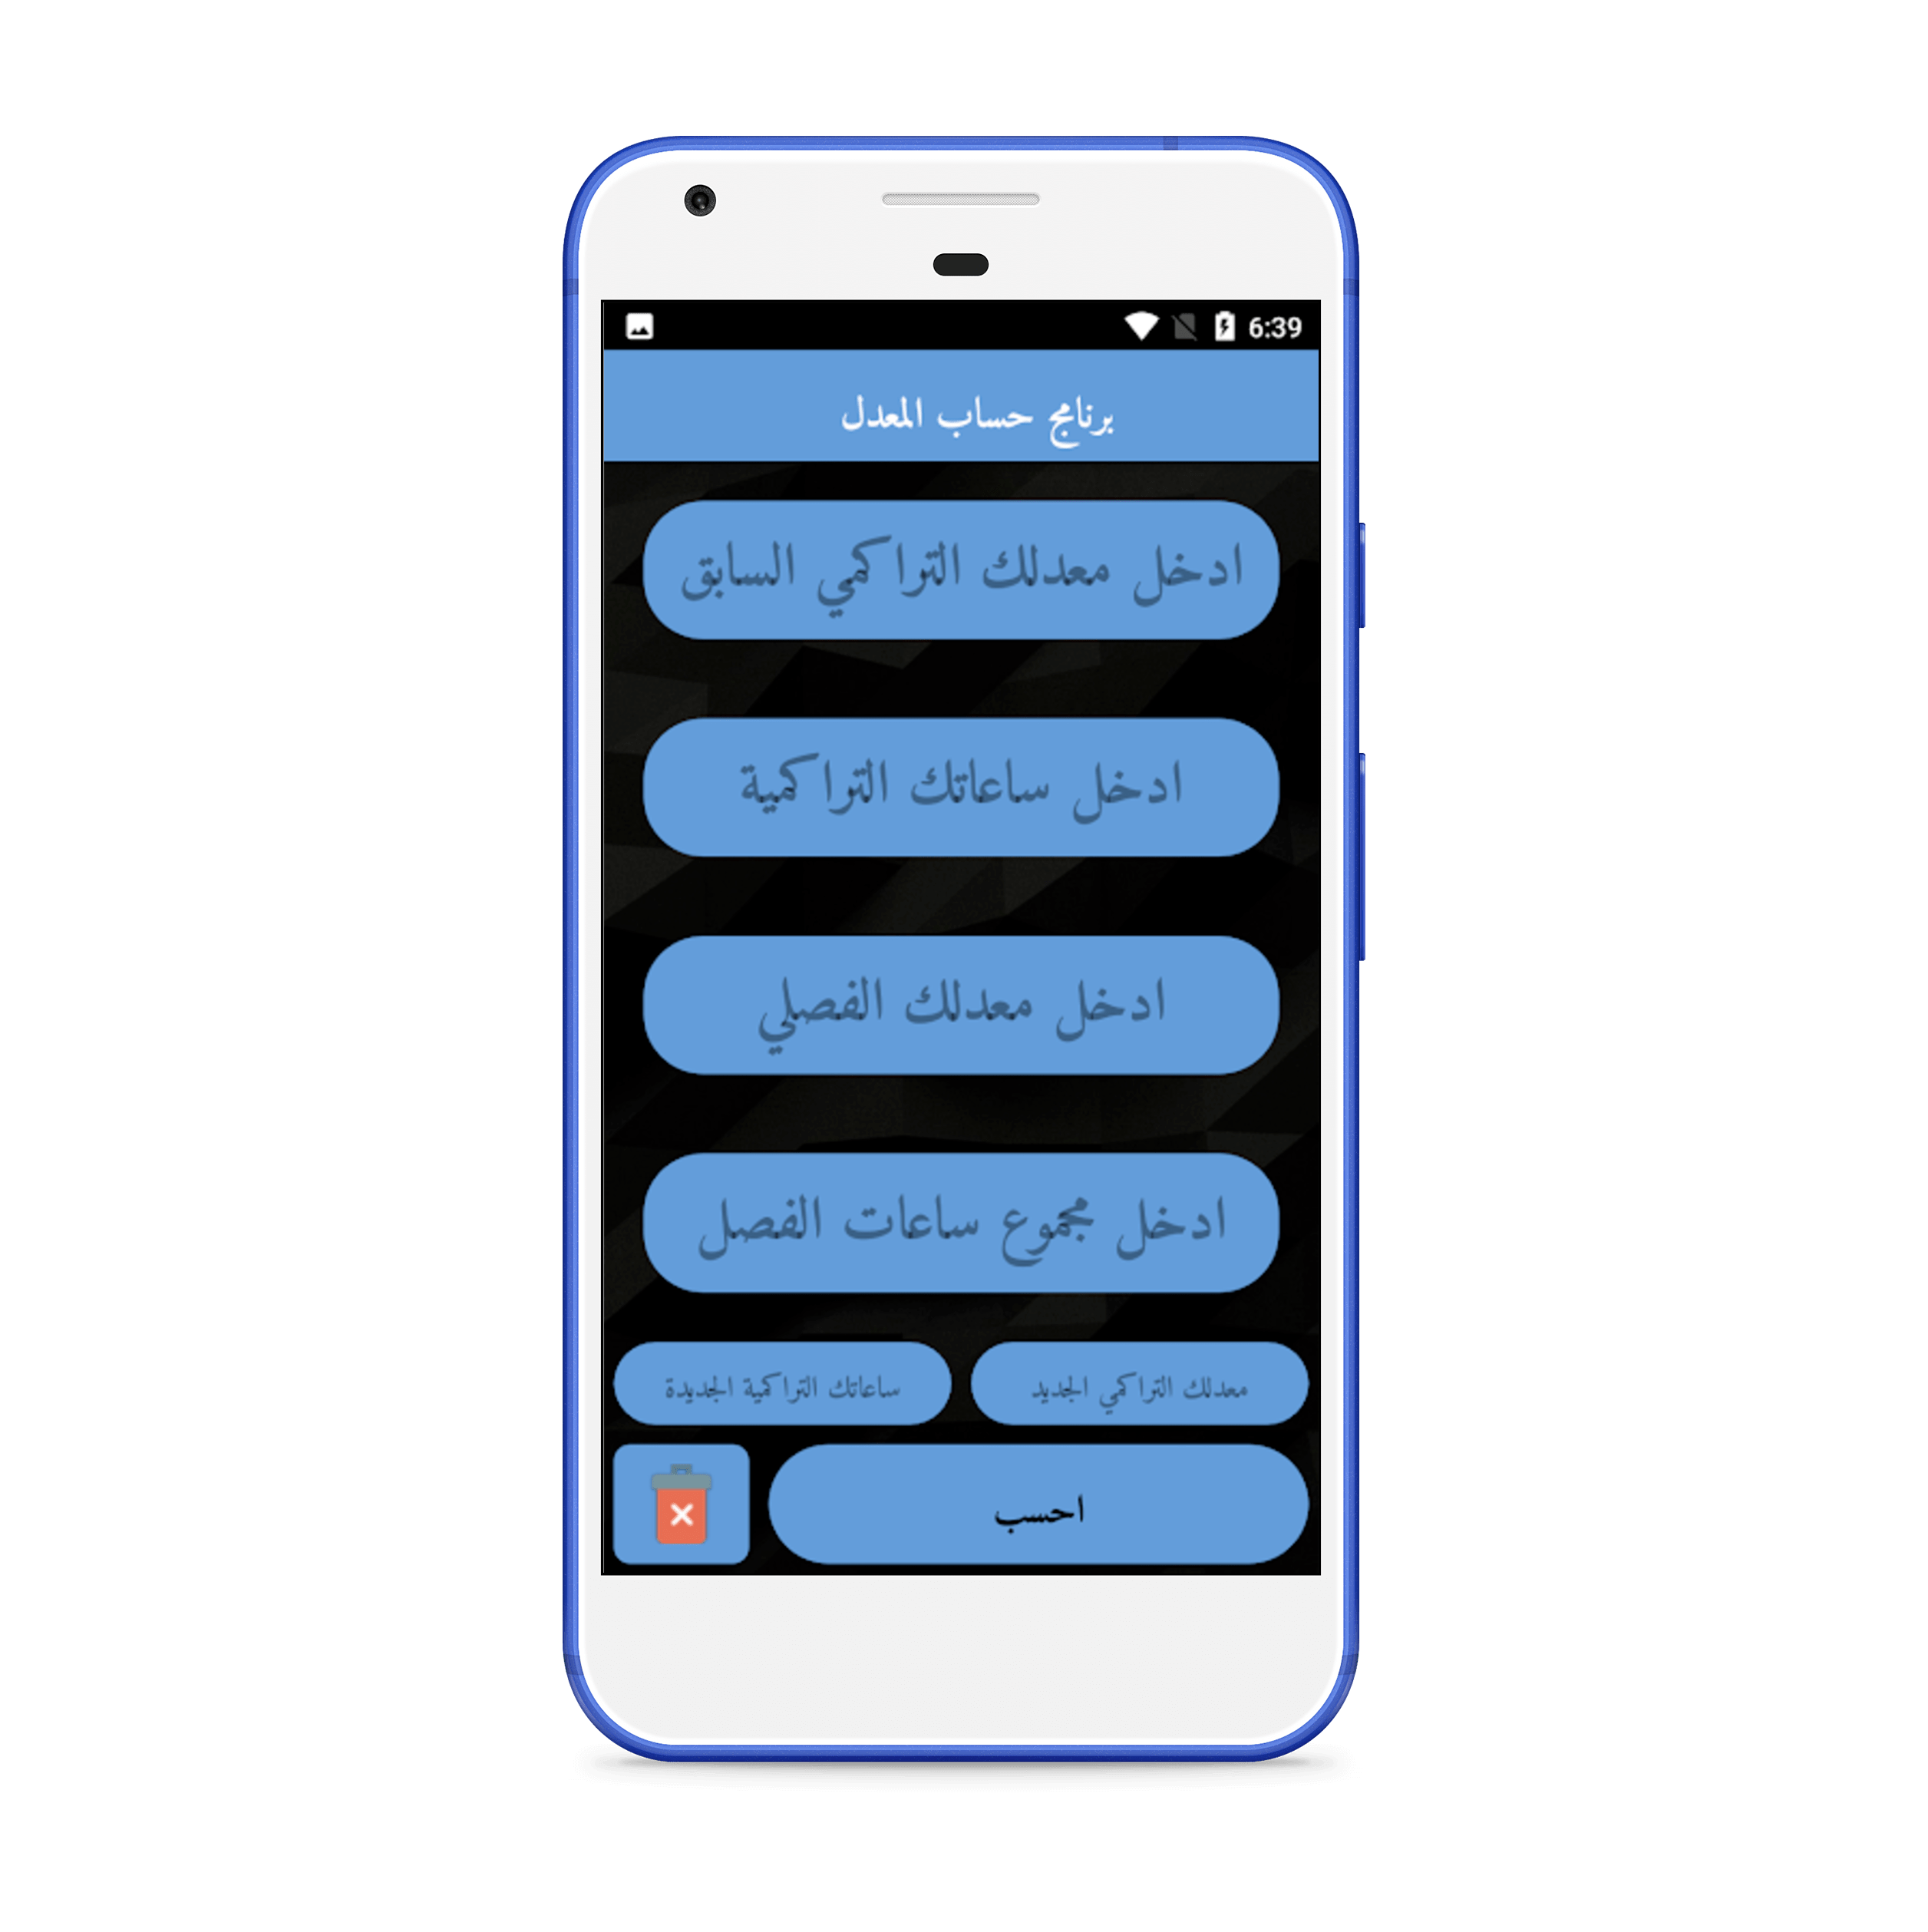 6:39
برنامج حساب المعدل
ادخل معدلك التراكمي السابق
ادخل ساعاتك التراكمية
ادخل معدلك الفصلي
ادخل مجموع ساعات الفصل
معدلك التراكمي الجديد
ساعاتك التراكمية الجديدة
احسب